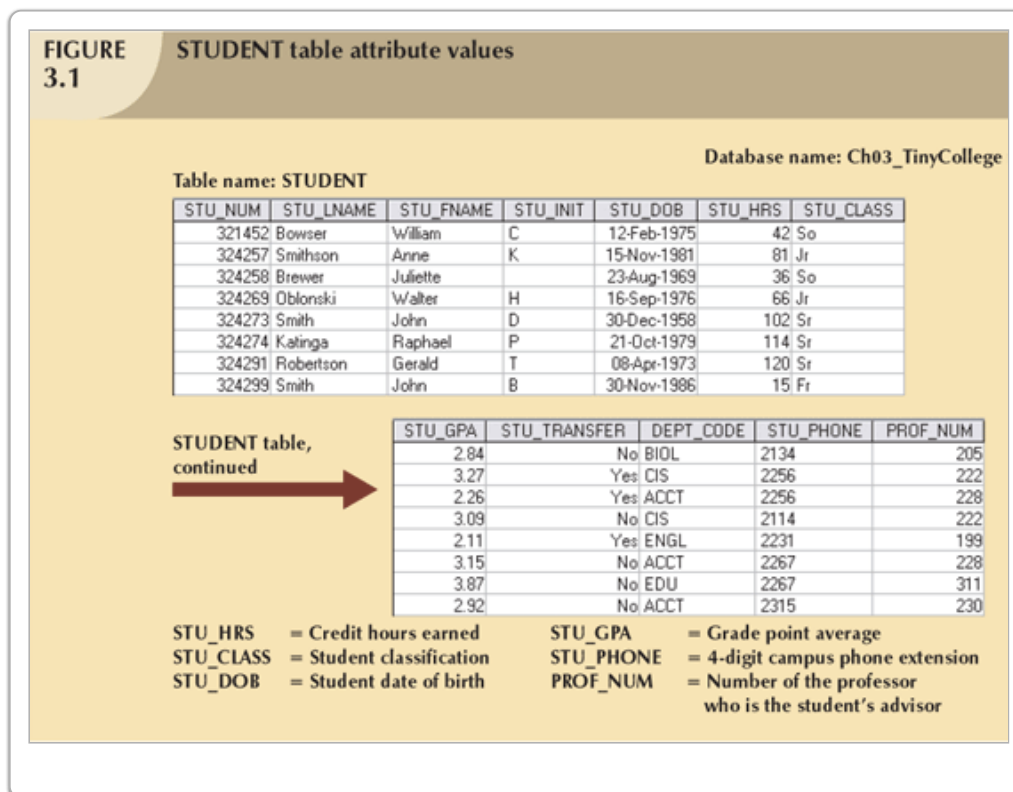 FIGURE 3.1
STUDENT table attribute values
Database name: Ch03_TinyCollege
Table name: STUDENT
STU_NUM STU_LNAME STU_FNAME STU_INIT STU_DOB STU_HRS STU_CLASS
321452 Bowser William C 12-Feb-1975 42 So
324257 Smithson Anne K 15-Nov-1981 81 Jr
324258 Brewer Juliette 23-Aug-1969 36 So
324269 Oblonski Walter H 16-Sep-1976 66 Jr
324273 Smith John D 30-Dec-1958 102 Sr
324274 Katinga Raphael P 21-Oct-1979 114 Sr
324291 Robertson Gerald T 08-Apr-1973 120 Sr
324299 Smith John B 30-Nov-1986 15 Fr
STUDENT table,
continued
STU_GPA STU_TRANSFER DEPT_CODE STU_PHONE PROF_NUM
2.84 No BIOL 2134 205
3.27 Yes CIS 2256 222
2.26 Yes ACCT 2256 228
3.09 No CIS 2114 222
2.11 Yes ENGL 2231 199
3.15 No ACCT 2267 228
3.87 No EDU 2267 311
2.92 No ACCT 2315 230
STU_HRS = Credit hours earned
STU_CLASS = Student classification
STU_DOB = Student date of birth
STU_GPA = Grade point average
STU_PHONE = 4-digit campus phone extension
PROF_NUM = Number of the professor
who is the student's advisor